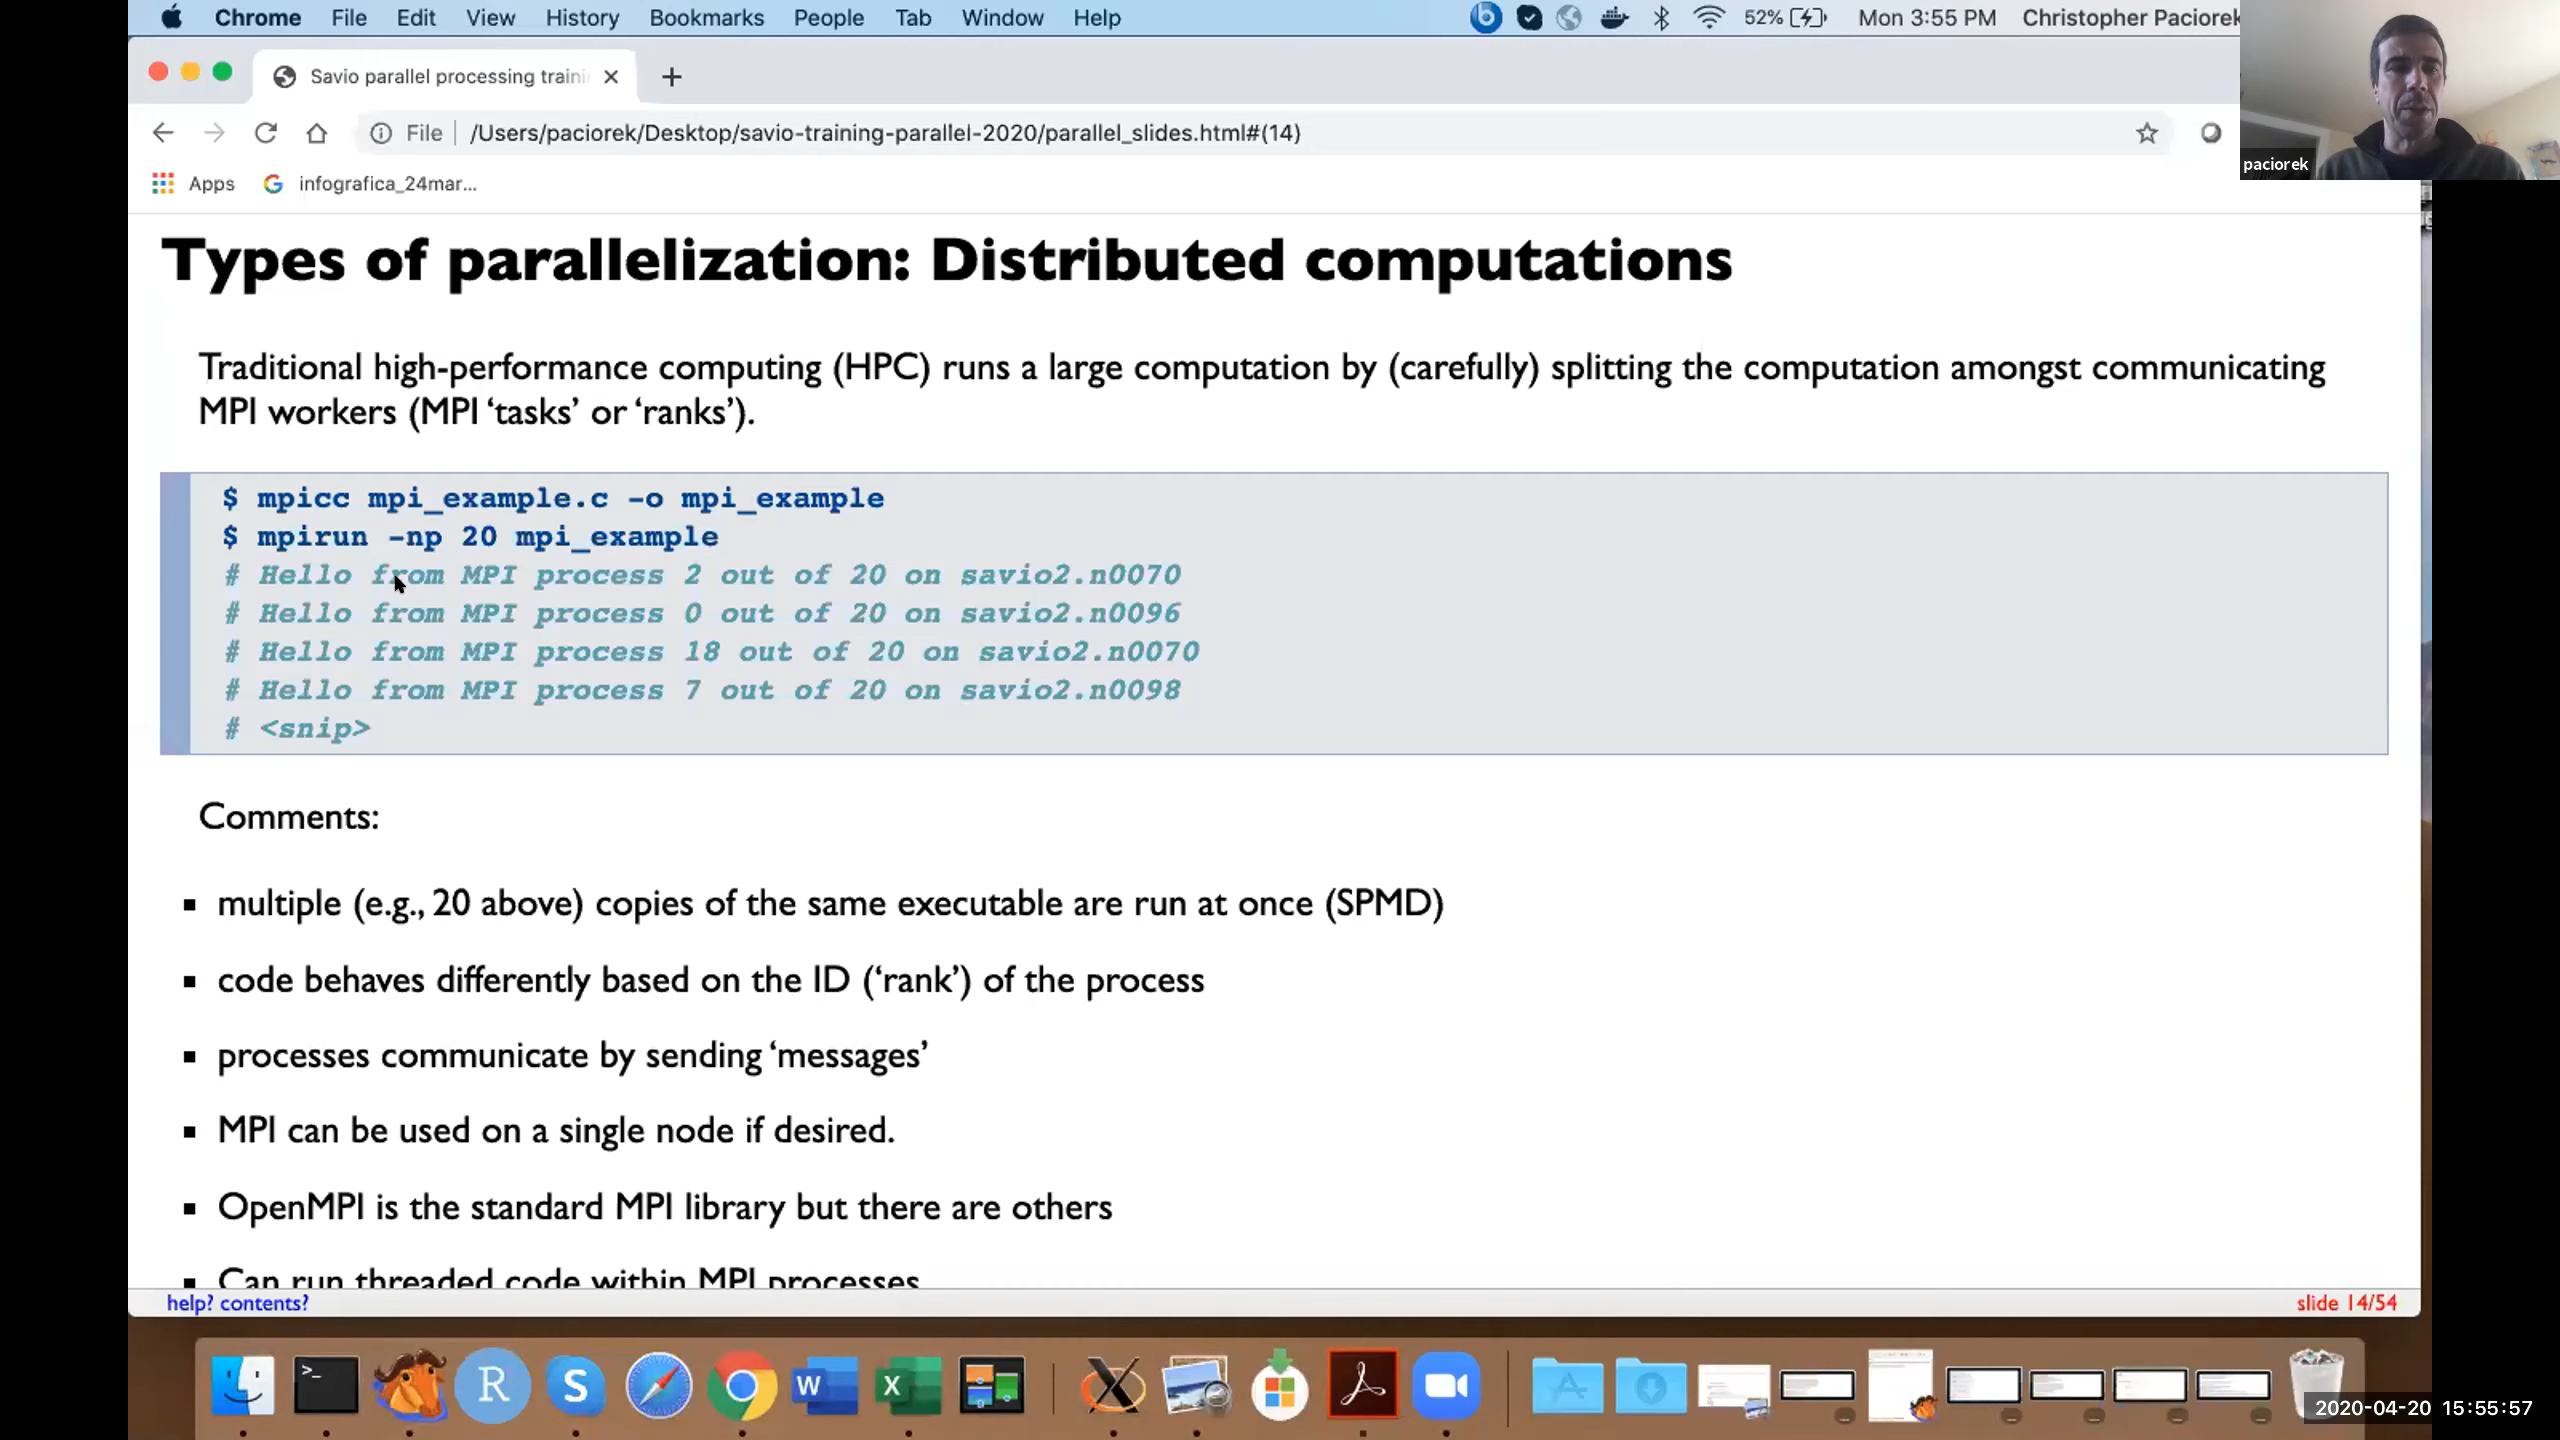 Chrome File Edit View History Bookmarks People Tab Window Help 52% Mon 3:55 PM Christopher Paciorek
Savio parallel processing traini
File /Users/paciorek/Desktop/savio-training-parallel-2020/parallel_slides.html#(14)
paciorek
Apps infografica_24mar...
Types of parallelization: Distributed computations
Traditional high-performance computing (HPC) runs a large computation by (carefully) splitting the computation amongst communicating
MPI workers (MPI ‘tasks’ or ‘ranks’).
$ mpicc mpi_example.c -o mpi_example
$ mpirun -np 20 mpi_example
# Hello from MPI process 2 out of 20 on savio2.n0070
# Hello from MPI process 0 out of 20 on savio2.n0096
# Hello from MPI process 18 out of 20 on savio2.n0070
# Hello from MPI process 7 out of 20 on savio2.n0098
# <snip>
Comments:
▪ multiple (e.g., 20 above) copies of the same executable are run at once (SPMD)
▪ code behaves differently based on the ID (‘rank’) of the process
▪ processes communicate by sending ‘messages’
▪ MPI can be used on a single node if desired.
▪ OpenMPI is the standard MPI library but there are others
▪ Can run threaded code within MPI processes
help? contents?
slide 14/54
2020-04-20 15:55:57